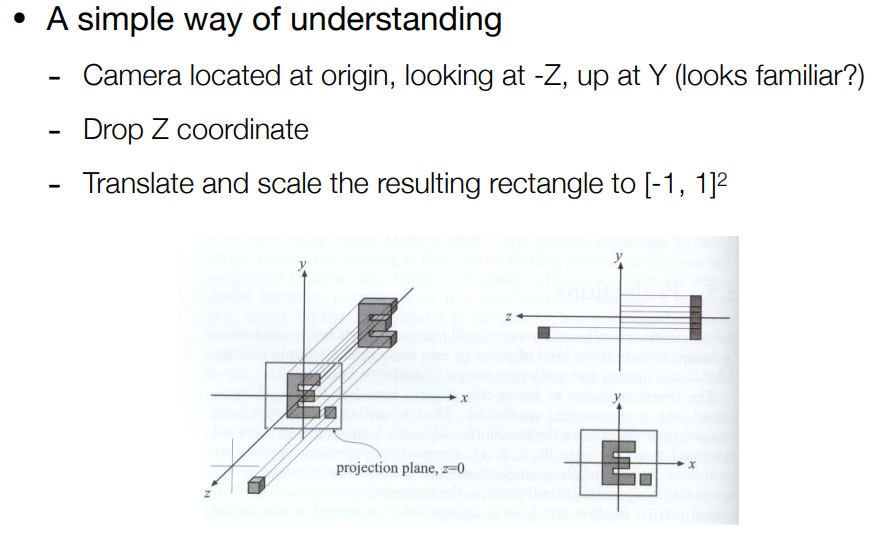 • A simple way of understanding
- Camera located at origin, looking at -Z, up at Y (looks familiar?)
- Drop Z coordinate
- Translate and scale the resulting rectangle to [-1, 1]²
y
x
z
projection plane, z=0
y
z
y
x